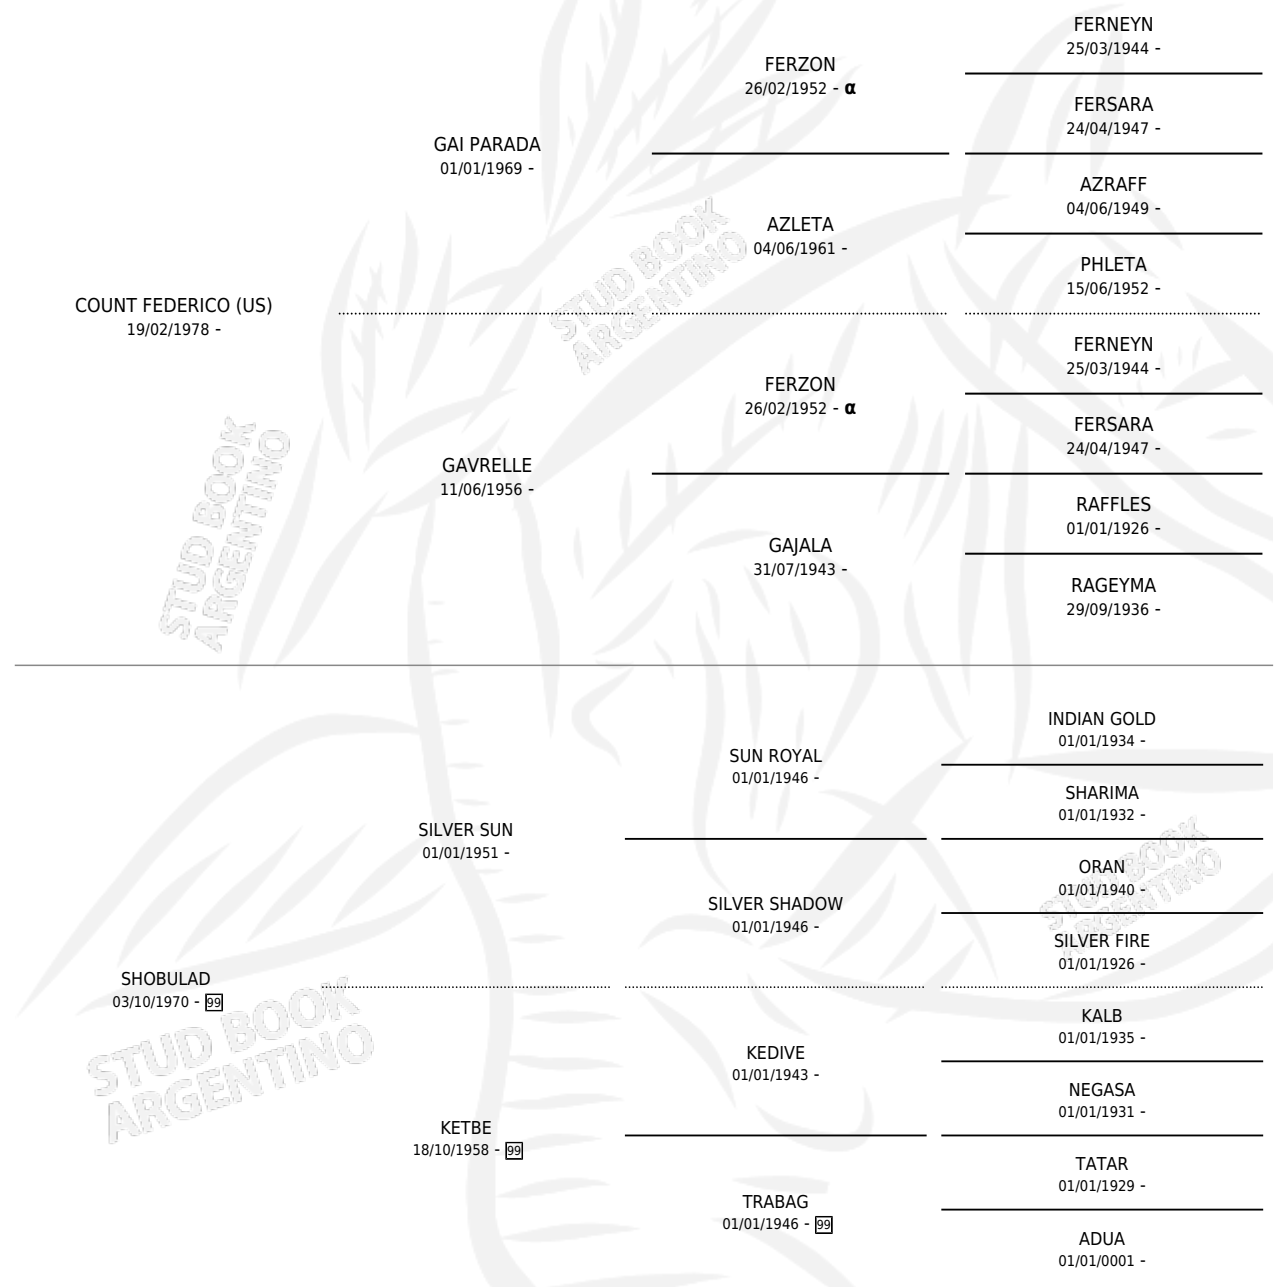 FERNEYN
25/03/1944 -
FERZON
26/02/1952 - α
FERSARA
24/04/1947 -
GAI PARADA
01/01/1969 -
AZRAFF
04/06/1949 -
AZLETA
04/06/1961 -
PHLETA
15/06/1952 -
COUNT FEDERICO (US)
19/02/1978 -
FERNEYN
25/03/1944 -
FERZON
26/02/1952 - α
FERSARA
24/04/1947 -
GAVRELLE
11/06/1956 -
RAFFLES
01/01/1926 -
GAJALA
31/07/1943 -
RAGEYMA
29/09/1936 -
INDIAN GOLD
01/01/1934 -
SUN ROYAL
01/01/1946 -
SHARIMA
01/01/1932 -
SILVER SUN
01/01/1951 -
ORAN
01/01/1940 -
SILVER SHADOW
01/01/1946 -
SILVER FIRE
01/01/1926 -
SHOBULAD
03/10/1970 - 99
KALB
01/01/1935 -
KEDIVE
01/01/1943 -
NEGASA
01/01/1931 -
KETBE
18/10/1958 - 99
TATAR
01/01/1929 -
TRABAG
01/01/1946 - 99
ADUA
01/01/0001 -
STUD BOOK
ARGENTINO
STUD BOOK
ARGENTINO
STUD BOOK
ARGENTINO
STUD BOOK
ARGENTINO